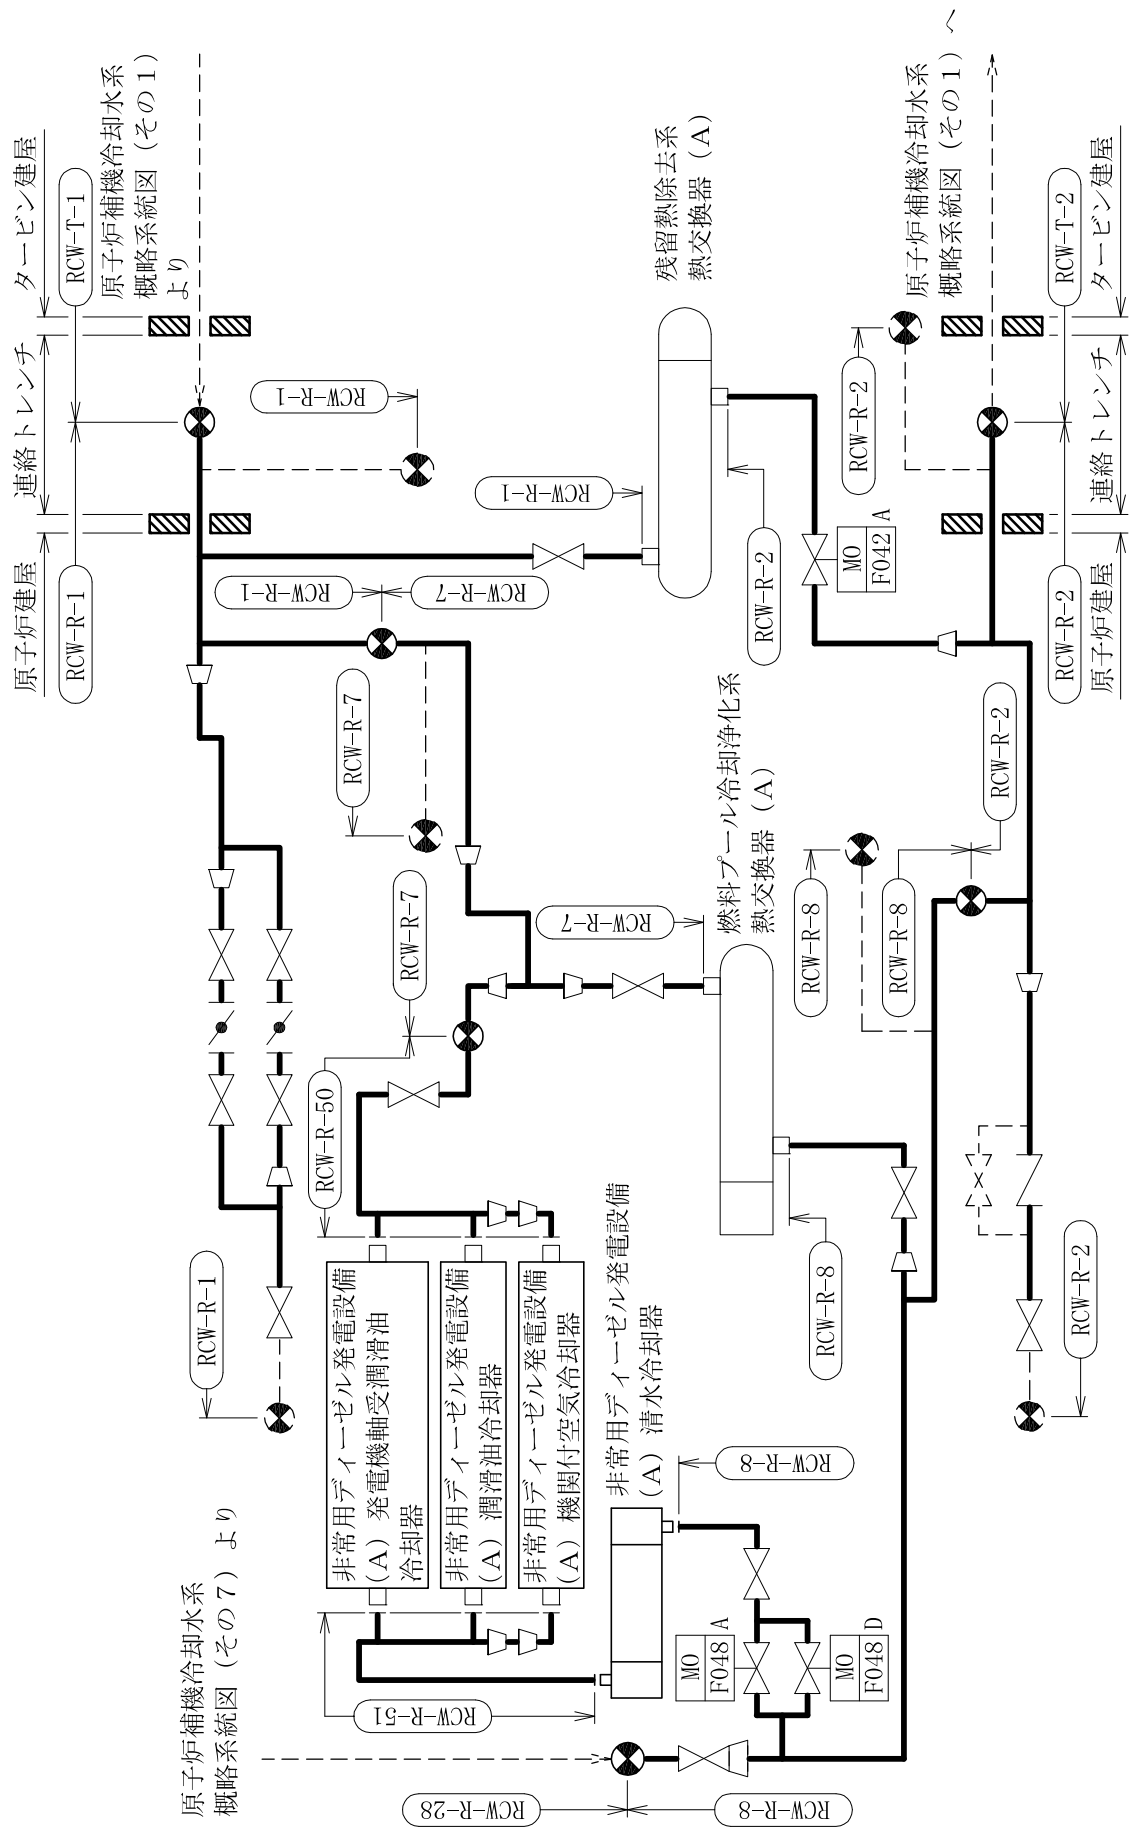 原子炉補機冷却水系
概略系統図（その７）より
RCW-R-28
RCW-R-8
RCW-R-51
RCW-R-1
非常用ディーゼル発電設備
（A）発電機軸受潤滑油
冷却器
非常用ディーゼル発電設備
（A）潤滑油冷却器
非常用ディーゼル発電設備
（A）機関付空気冷却器
非常用ディーゼル発電設備
（A）清水冷却器
RCW-R-8
MO
F048
A
MO
F048
D
RCW-R-50
RCW-R-7
RCW-R-7
RCW-R-7
燃料プール冷却浄化系
熱交換器（A）
RCW-R-8
RCW-R-8
RCW-R-8
RCW-R-2
RCW-R-2
原子炉建屋
連絡トレンチ
タービン建屋
RCW-R-1
RCW-T-1
原子炉補機冷却水系
概略系統図（その１）
より
RCW-R-1
RCW-R-7
RCW-R-1
RCW-R-1
残留熱除去系
熱交換器（A）
RCW-R-2
MO
F042
A
RCW-R-2
原子炉補機冷却水系
概略系統図（その１）へ
RCW-R-2
RCW-T-2
原子炉建屋
連絡トレンチ
タービン建屋